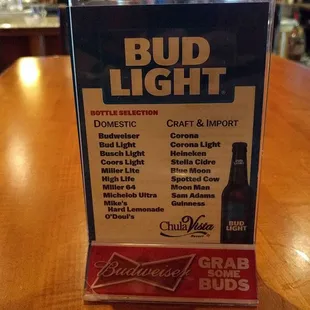 BUD
LIGHT
BOTTLE SELECTION
DOMESTIC
Budweiser
Bud Light
Busch Light
Coors Light
Miller Lite
High Life
Miller 64
Michelob Ultra
Mike's
Hard Lemonade
O'Doul's
CRAFT & IMPORT
Corona
Corona Light
Heineken
Stella Cidre
Blue Moon
Spotted Cow
Moon Man
Sam Adams
Guinness
BUD
LIGHT
Chula Vista
Resort
Budweiser
GRAB
SOME
BUDS